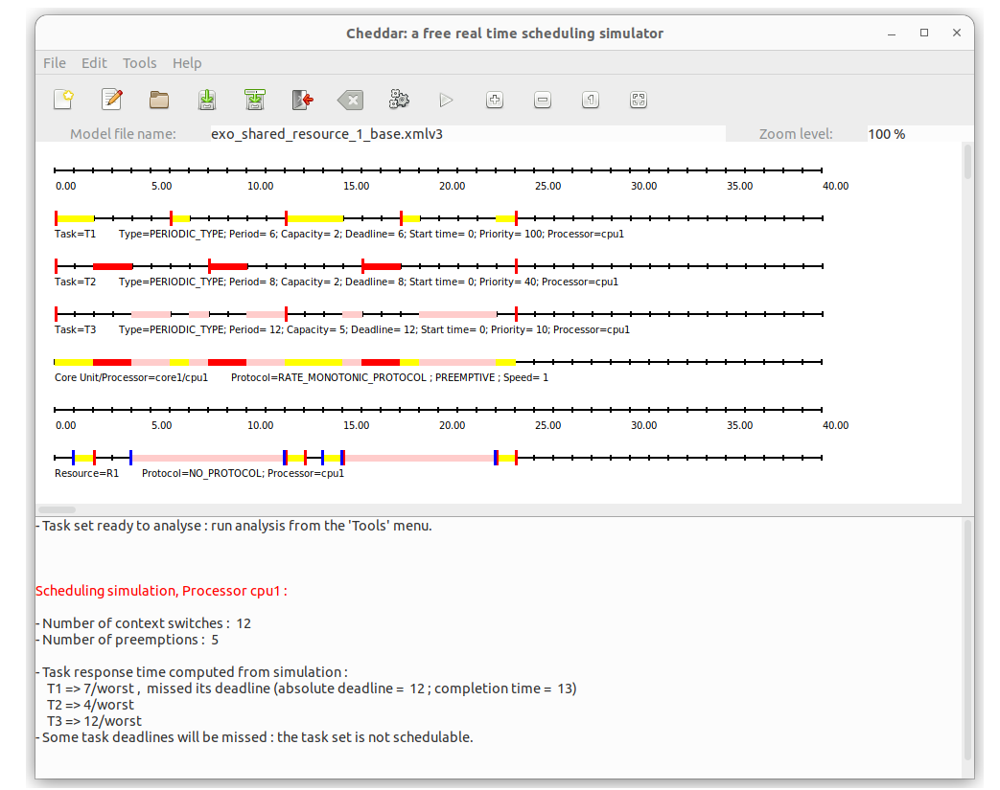 Cheddar: a free real time scheduling simulator
File Edit Tools Help
Model file name: exo_shared_resource_1_base.xmlv3 Zoom level: 100 %
0.00 5.00 10.00 15.00 20.00 25.00 30.00 35.00 40.00
Task=T1 Type=PERIODIC_TYPE; Period= 6; Capacity= 2; Deadline= 6; Start time= 0; Priority= 100; Processor=cpu1
Task=T2 Type=PERIODIC_TYPE; Period= 8; Capacity= 2; Deadline= 8; Start time= 0; Priority= 40; Processor=cpu1
Task=T3 Type=PERIODIC_TYPE; Period= 12; Capacity= 5; Deadline= 12; Start time= 0; Priority= 10; Processor=cpu1
Core Unit/Processor=core1/cpu1 Protocol=RATE_MONOTONIC_PROTOCOL ; PREEMPTIVE ; Speed= 1
0.00 5.00 10.00 15.00 20.00 25.00 30.00 35.00 40.00
Resource=R1 Protocol=NO_PROTOCOL; Processor=cpu1
- Task set ready to analyse : run analysis from the 'Tools' menu.
Scheduling simulation, Processor cpu1 :
- Number of context switches : 12
- Number of preemptions : 5
- Task response time computed from simulation :
T1 => 7/worst , missed its deadline (absolute deadline = 12 ; completion time = 13)
T2 => 4/worst
T3 => 12/worst
- Some task deadlines will be missed : the task set is not schedulable.